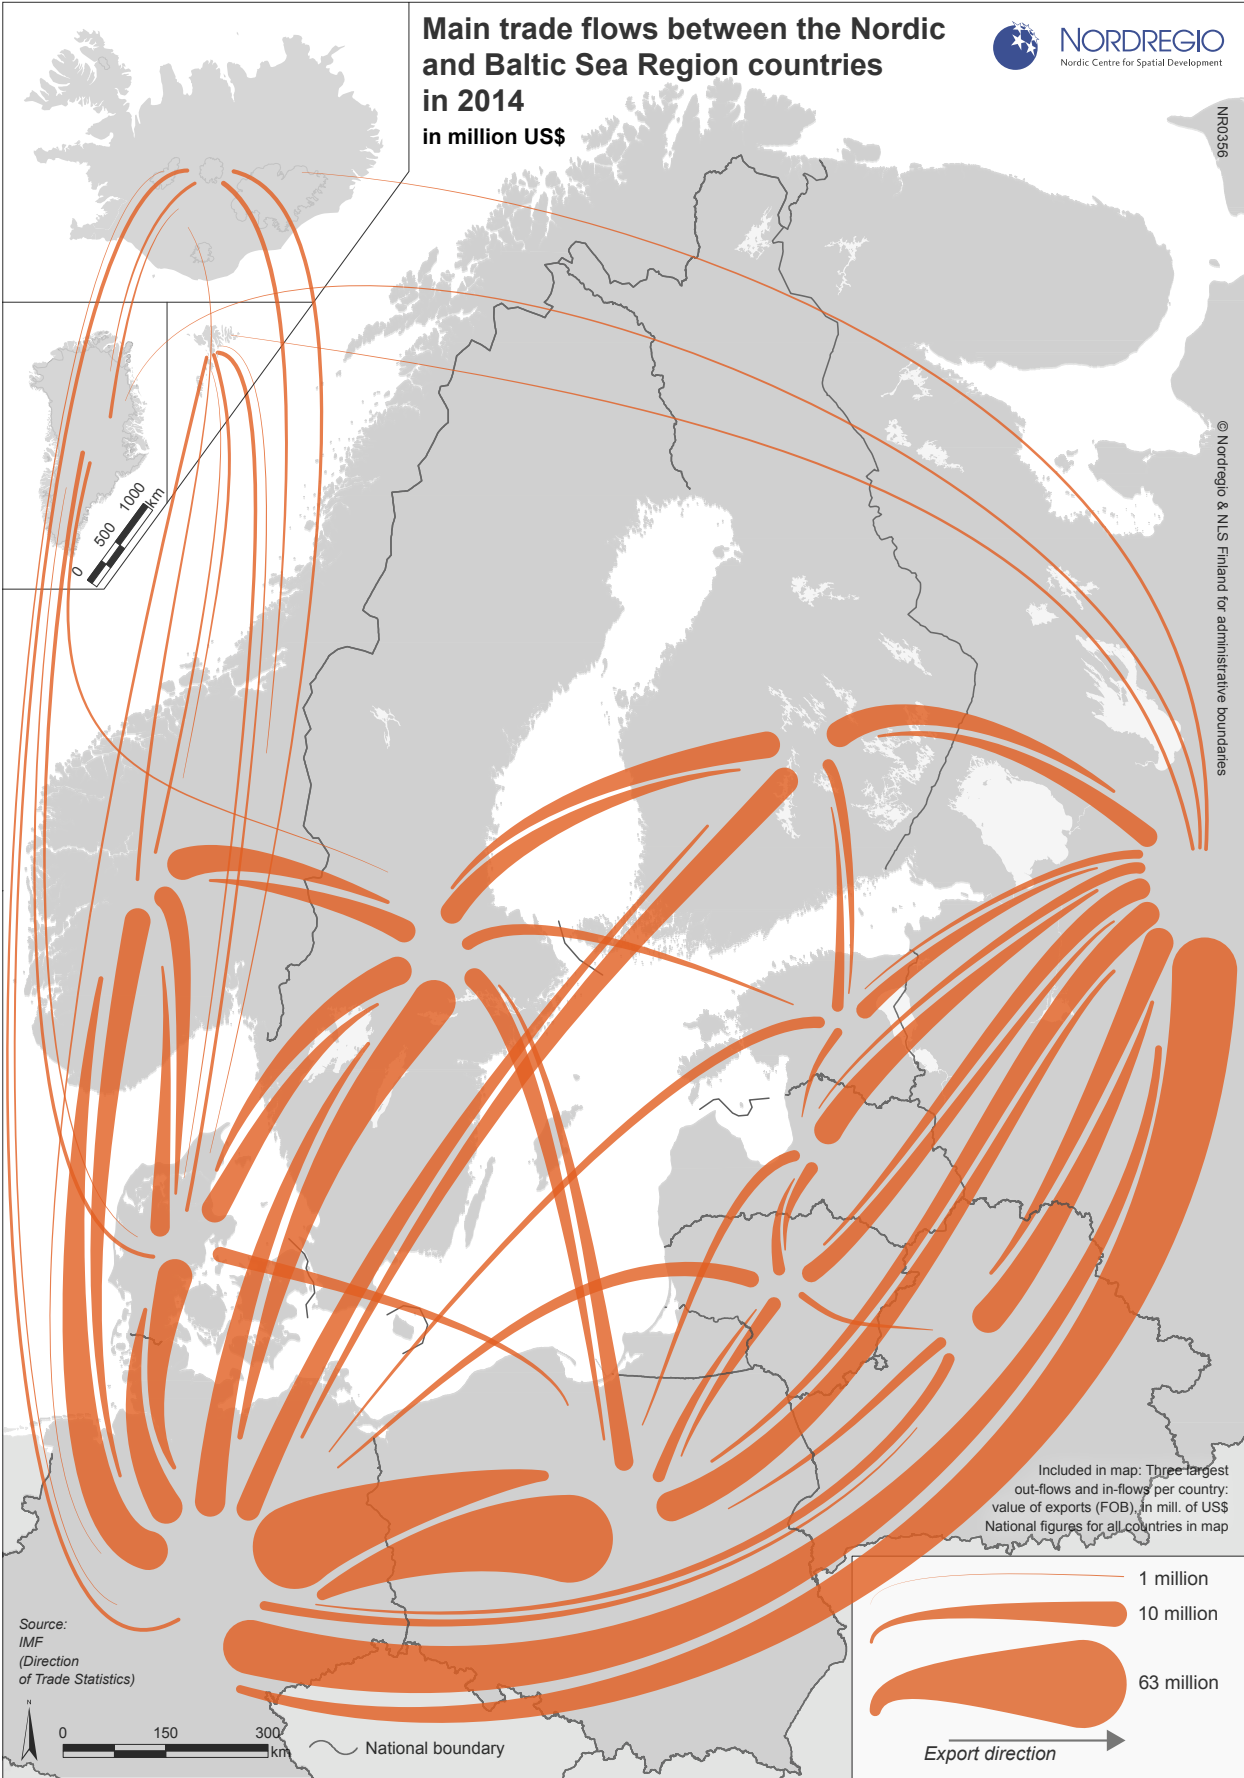 Main trade flows between the Nordic
and Baltic Sea Region countries
in 2014
in million US$
NORDREGIO
Nordic Centre for Spatial Development
NR0356
© Nordregio & NLS Finland for administrative boundaries
0 500 1000
km
Included in map: Three largest
out-flows and in-flows per country:
value of exports (FOB), in mill. of US$
National figures for all countries in map
1 million
10 million
63 million
Export direction
Source:
IMF
(Direction
of Trade Statistics)
N
0 150 300
km
National boundary